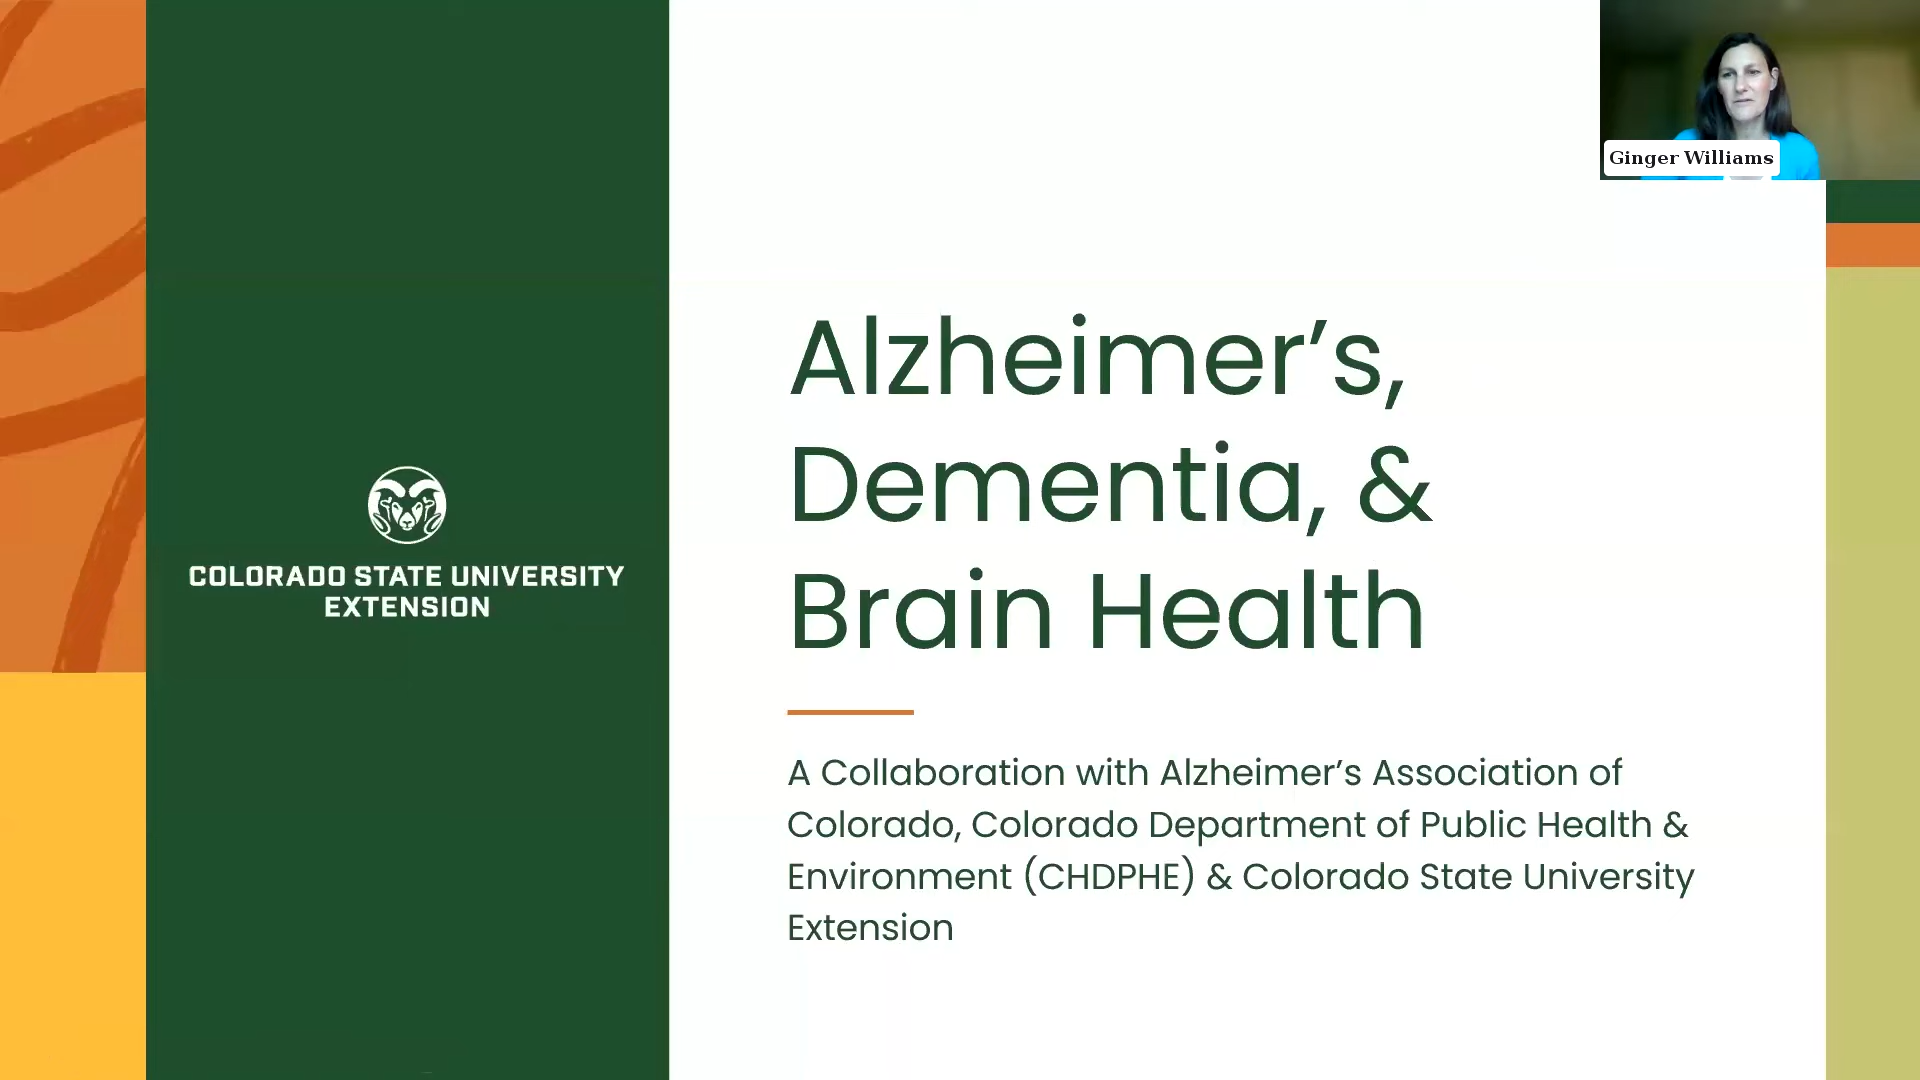 Ginger Williams
COLORADO STATE UNIVERSITY
EXTENSION
Alzheimer’s,
Dementia, &
Brain Health
A Collaboration with Alzheimer’s Association of
Colorado, Colorado Department of Public Health &
Environment (CHDPHE) & Colorado State University
Extension